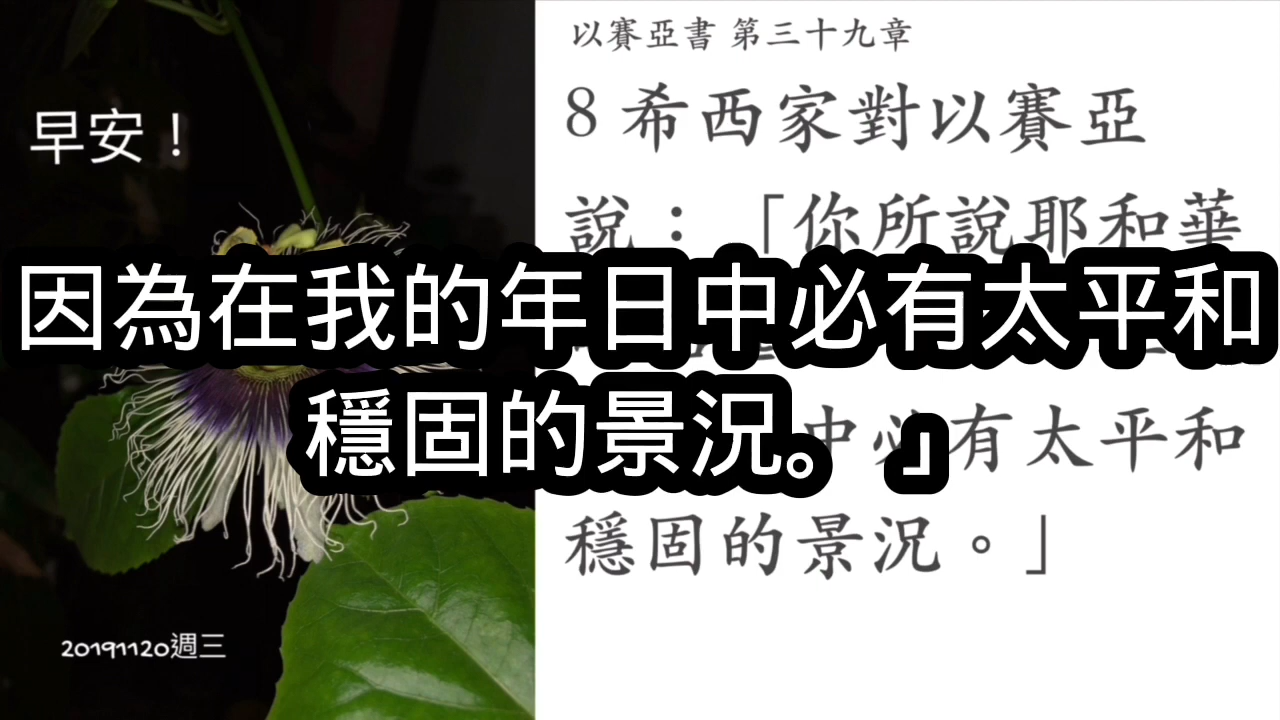 早安！
20191120週三
以賽亞書 第三十九章
8 希西家對以賽亞
說：「你所說耶和華
中必有太平和
穩固的景況。」
因為在我的年日中必有太平和
穩固的景況。」